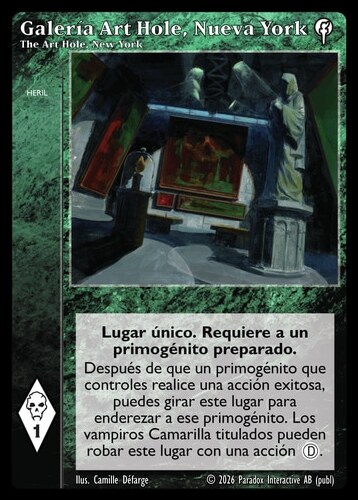 Galería Art Hole, Nueva York
The Art Hole, New York
HERIL
Lugar único. Requiere a un
primogénito preparado.
Después de que un primogénito que
controles realice una acción exitosa,
puedes girar este lugar para
enderezar a ese primogénito. Los
vampiros Camarilla titulados pueden
robar este lugar con una acción Ⓓ.
1
Ilus. Camille Défarge
© 2026 Paradox Interactive AB (publ)